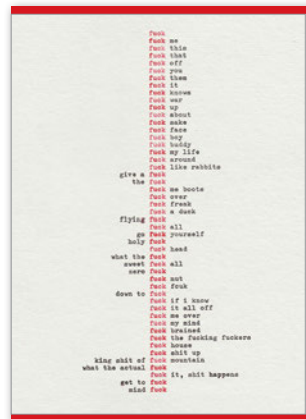 fuck
fuck me
fuck this
fuck that
fuck off
fuck you
fuck them
fuck it
fuck knows
fuck war
fuck up
fuck about
fuck make
fuck face
fuck boy
fuck buddy
fuck my life
fuck around
fuck like rabbits
give a fuck
the fuck
fuck me boots
fuck over
fuck freak
fuck a duck
flying fuck
fuck all
go fuck yourself
holy fuck
fuck head
what the fuck
sweet fuck all
zero fuck
fuck nut
fuck fouk
down to fuck
fuck if i know
fuck it all off
fuck me over
fuck my mind
fuck brained
fuck the fucking fuckers
fuck house
fuck shit up
king shit of fuck mountain
what the actual fuck
fuck it, shit happens
get to fuck
mind fuck